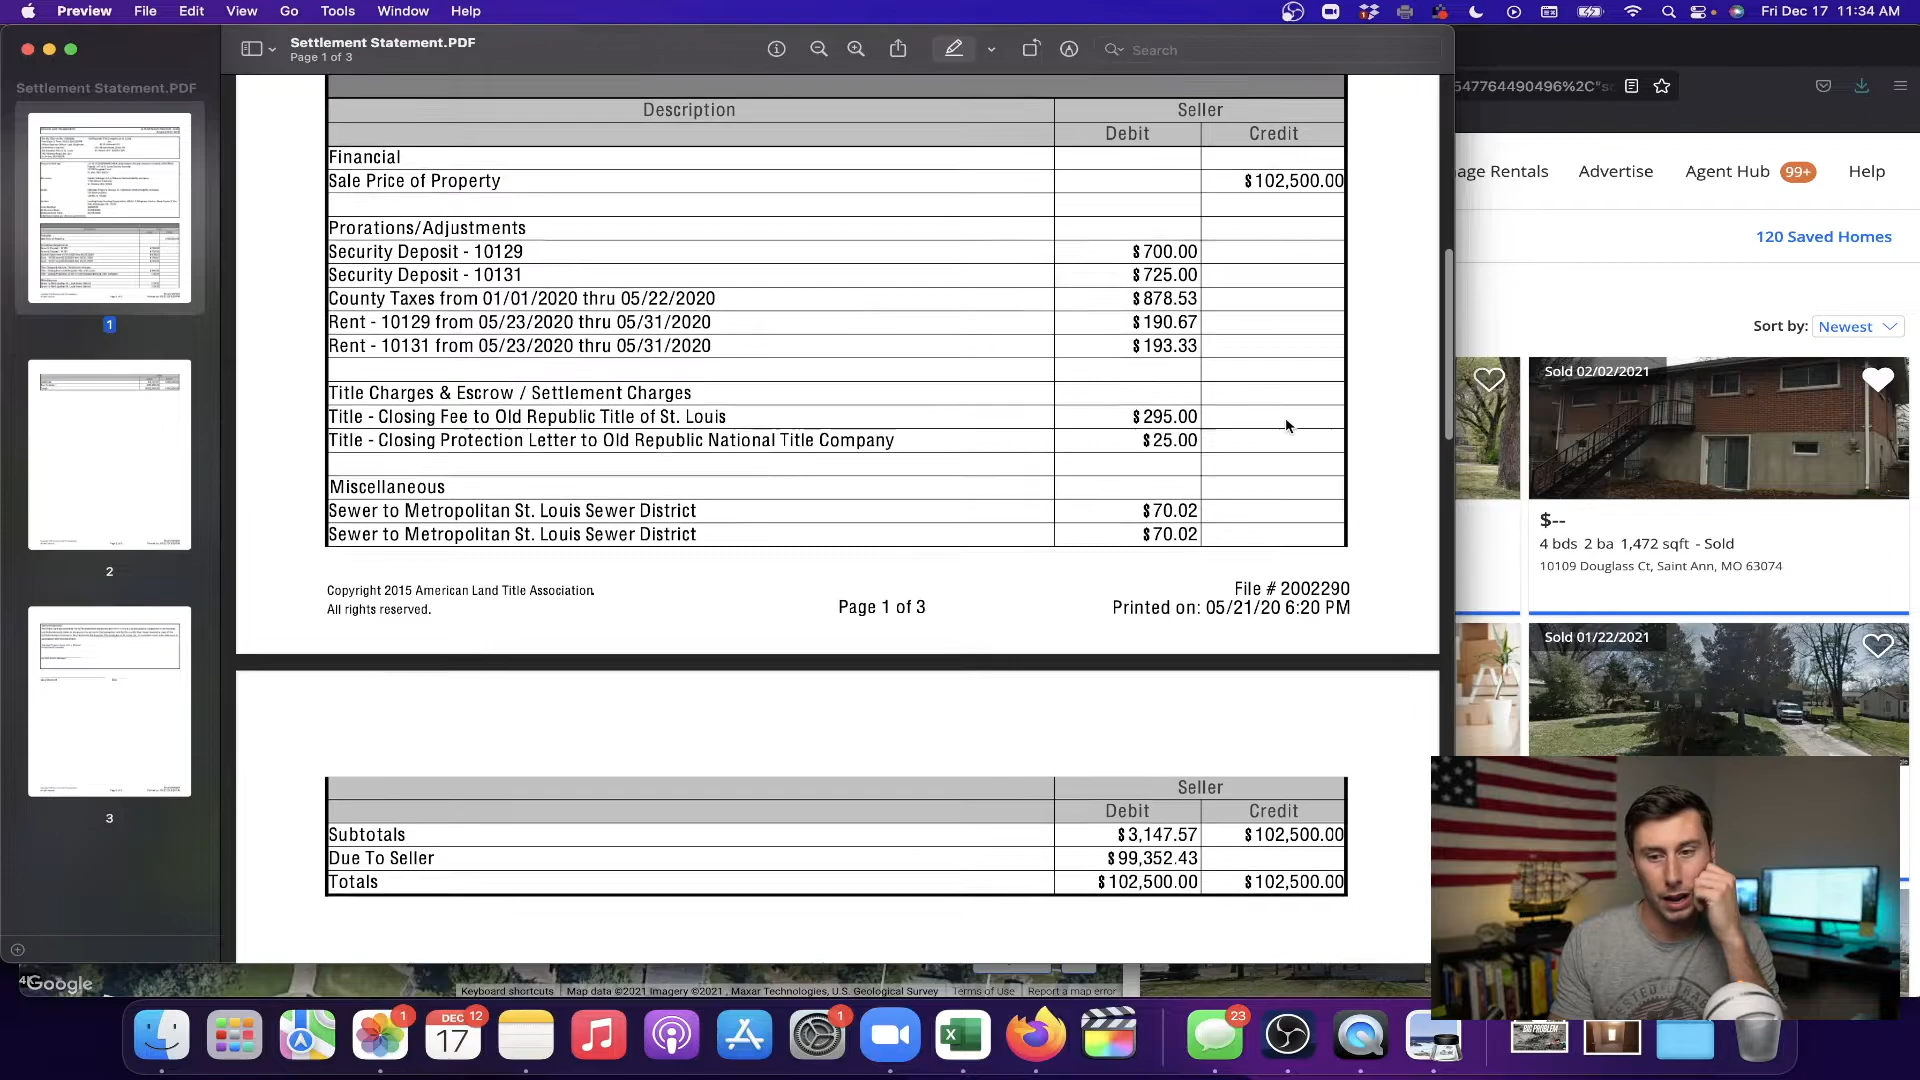 Preview File Edit View Go Tools Window Help
Fri Dec 17 11:34 AM
Settlement Statement.PDF
Page 1 of 3
Search
Settlement Statement.PDF
1
2
3
Description Seller
Debit Credit
Financial
Sale Price of Property $102,500.00
Prorations/Adjustments
Security Deposit - 10129 $700.00
Security Deposit - 10131 $725.00
County Taxes from 01/01/2020 thru 05/22/2020 $878.53
Rent - 10129 from 05/23/2020 thru 05/31/2020 $190.67
Rent - 10131 from 05/23/2020 thru 05/31/2020 $193.33
Title Charges & Escrow / Settlement Charges
Title - Closing Fee to Old Republic Title of St. Louis $295.00
Title - Closing Protection Letter to Old Republic National Title Company $25.00
Miscellaneous
Sewer to Metropolitan St. Louis Sewer District $70.02
Sewer to Metropolitan St. Louis Sewer District $70.02
Copyright 2015 American Land Title Association.
All rights reserved.
Page 1 of 3
File # 2002290
Printed on: 05/21/20 6:20 PM
Seller
Debit Credit
Subtotals $3,147.57 $102,500.00
Due To Seller $99,352.43
Totals $102,500.00 $102,500.00
547764490496%2C"s
age Rentals Advertise Agent Hub 99+ Help
120 Saved Homes
Sort by: Newest
Sold 02/02/2021
$--
4 bds 2 ba 1,472 sqft - Sold
10109 Douglass Ct, Saint Ann, MO 63074
Sold 01/22/2021
Google
Keyboard shortcuts Map data ©2021 Imagery ©2021 , Maxar Technologies, U.S. Geological Survey Terms of Use Report a map error
1
DEC 12
17
1
23
BIG PROBLEM